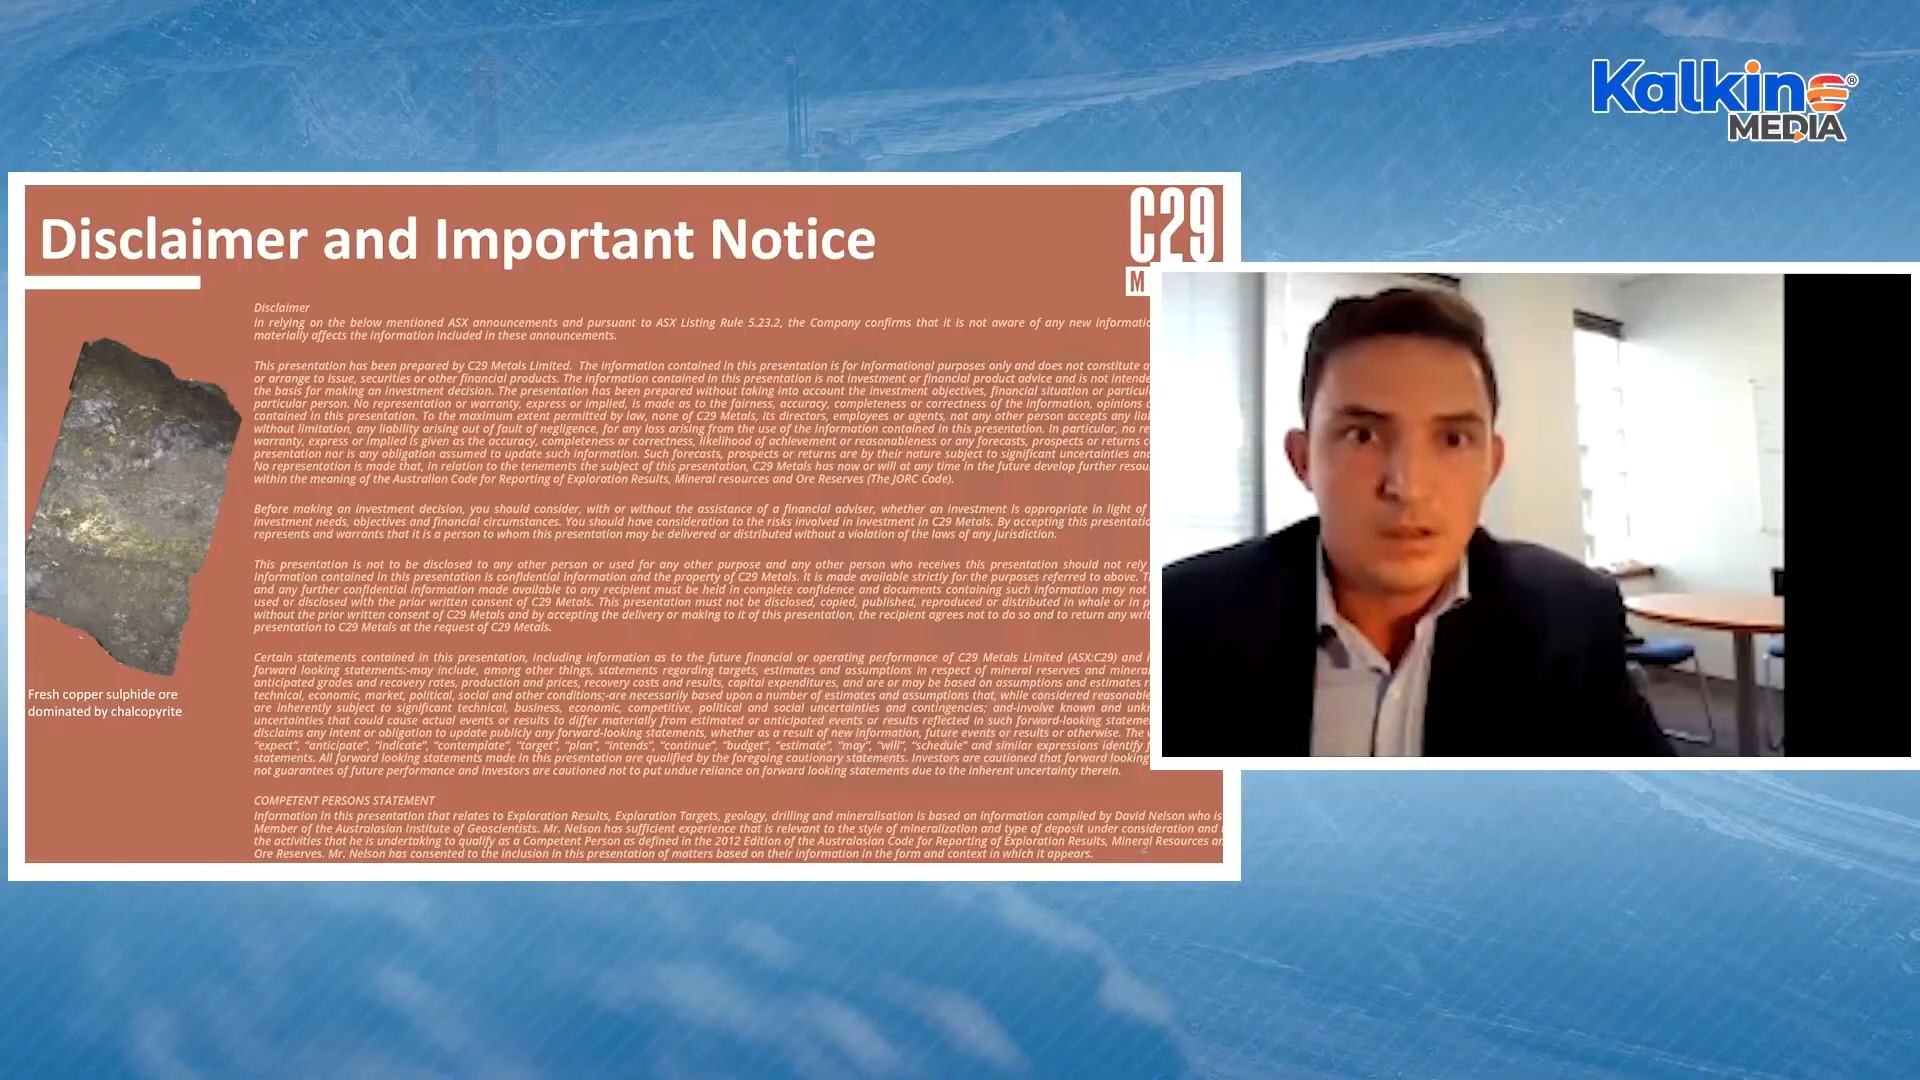 Kalkine®
MEDIA
Disclaimer and Important Notice
C29
M
Disclaimer
In relying on the below mentioned ASX announcements and pursuant to ASX Listing Rule 5.23.2, the Company confirms that it is not aware of any new
materially affects the information included in these announcements.
This presentation has been prepared by C29 Metals Limited. The information contained in this presentation is for informational purposes only and does not constitute
or arrange to issue, securities or other financial products. The information contained in this presentation is not investment or financial product advice and is not
the basis for making an investment decision. The presentation has been prepared without taking into account the investment objectives, financial situation or
particular person. No representation or warranty, express or implied, is made as to the fairness, accuracy, completeness or correctness of the information, opinions
contained in this presentation. To the maximum extent permitted by law, none of C29 Metals, its directors, employees or agents, not any other person accepts any
without limitation, any liability arising out of fault of negligence, for any loss arising from the use of the information contained in this presentation. In particular, no
warranty, express or implied is given as the accuracy, completeness or correctness, likelihood of achievement or reasonableness or any forecasts, prospects or returns
presentation nor is any obligation assumed to update such information. Such forecasts, prospects or returns are by their nature subject to significant uncertainties
No representation is made that, in relation to the tenements the subject of this presentation, C29 Metals has now or will at any time in the future develop further
within the meaning of the Australian Code for Reporting of Exploration Results, Mineral resources and Ore Reserves (The JORC Code).
Before making an investment decision, you should consider, with or without the assistance of a financial adviser, whether an investment is appropriate in light of
investment needs, objectives and financial circumstances. You should have consideration to the risks involved in investment in C29 Metals. By accepting this
represents and warrants that it is a person to whom this presentation may be delivered or distributed without a violation of the laws of any jurisdiction.
This presentation is not to be disclosed to any other person or used for any other purpose and any other person who receives this presentation should not rely
information contained in this presentation is confidential information and the property of C29 Metals. It is made available strictly for the purposes referred to above.
and any further confidential information made available to any recipient must be held in complete confidence and documents containing such information may not
used or disclosed with the prior written consent of C29 Metals. This presentation must not be disclosed, copied, published, reproduced or distributed in whole or in
without the prior written consent of C29 Metals and by accepting the delivery or making to it of this presentation, the recipient agrees not to do so and to return any
presentation to C29 Metals at the request of C29 Metals.
Certain statements contained in this presentation, including information as to the future financial or operating performance of C29 Metals Limited (ASX:C29) and
forward looking statements:-may include, among other things, statements regarding targets, estimates and assumptions in respect of mineral reserves and
anticipated grades and recovery rates, production and prices, recovery costs and results, capital expenditures, and are or may be based on assumptions and estimates
technical, economic, market, political, social and other conditions;-are necessarily based upon a number of estimates and assumptions that, while considered reasonable
are inherently subject to significant technical, business, economic, competitive, political and social uncertainties and contingencies; and-involve known and
uncertainties that could cause actual events or results to differ materially from estimated or anticipated events or results reflected in such forward-looking
disclaims any intent or obligation to update publicly any forward-looking statements, whether as a result of new information, future events or results or otherwise. The
“expect”, “anticipate”, “indicate”, “contemplate”, “target”, “plan”, “intends”, “continue”, “budget”, “estimate”, “may”, “will”, “schedule” and similar expressions identify
statements. All forward looking statements made in this presentation are qualified by the foregoing cautionary statements. Investors are cautioned that forward looking
not guarantees of future performance and investors are cautioned not to put undue reliance on forward looking statements due to the inherent uncertainty therein.
Fresh copper sulphide ore
dominated by chalcopyrite
COMPETENT PERSONS STATEMENT
Information in this presentation that relates to Exploration Results, Exploration Targets, geology, drilling and mineralisation is based on information compiled by David Nelson who is
Member of the Australasian Institute of Geoscientists. Mr. Nelson has sufficient experience that is relevant to the style of mineralization and type of deposit under consideration and
the activities that he is undertaking to qualify as a Competent Person as defined in the 2012 Edition of the Australasian Code for Reporting of Exploration Results, Mineral Resources
Ore Reserves. Mr. Nelson has consented to the inclusion in this presentation of matters based on their information in the form and context in which it appears.
2